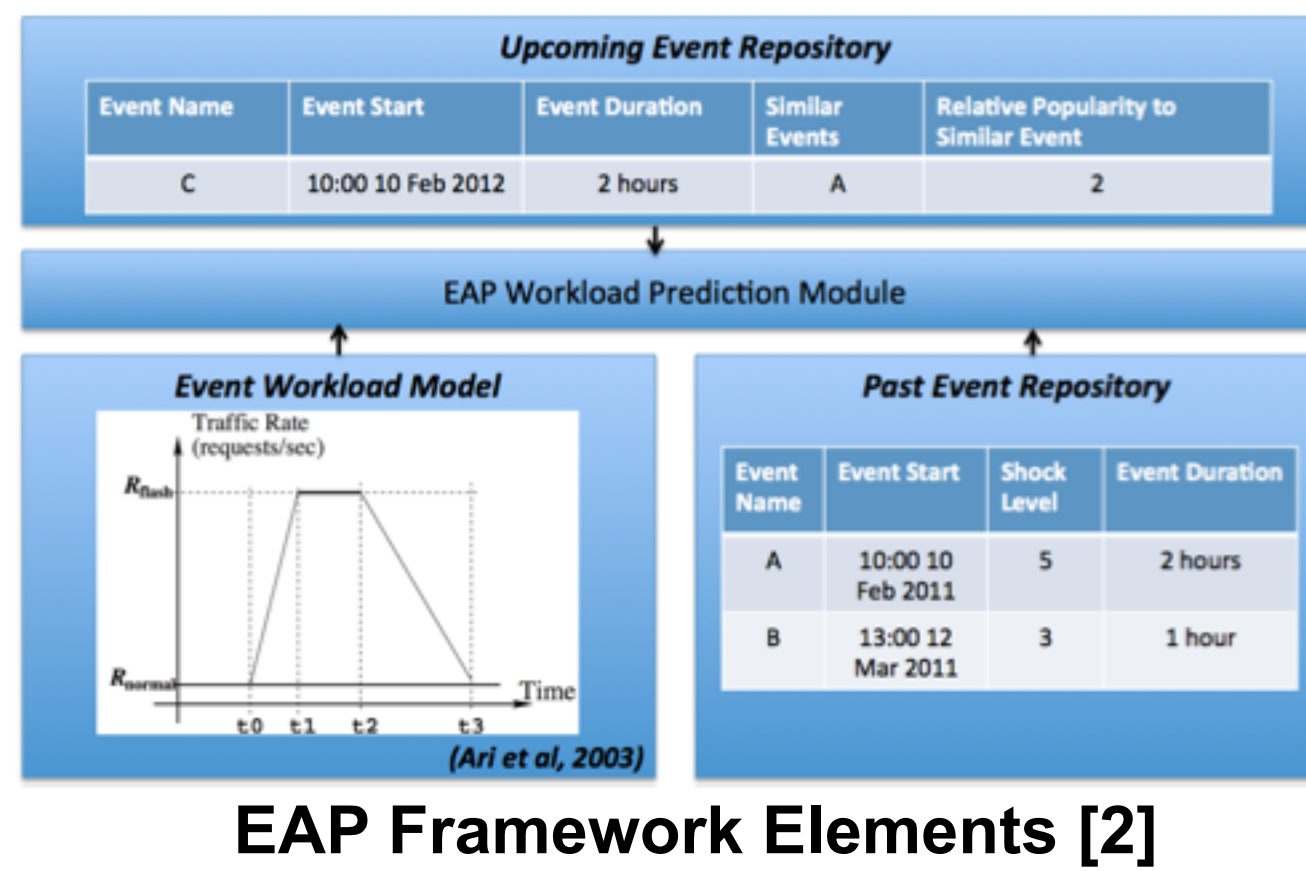 Upcoming Event Repository
Event Name Event Start Event Duration Similar Events Relative Popularity to Similar Event
C 10:00 10 Feb 2012 2 hours A 2
EAP Workload Prediction Module
Event Workload Model
Traffic Rate
(requests/sec)
Rflash
Rnormal
Time
t0 t1 t2 t3
(Ari et al, 2003)
Past Event Repository
Event Name Event Start Shock Level Event Duration
A 10:00 10 Feb 2011 5 2 hours
B 13:00 12 Mar 2011 3 1 hour
EAP Framework Elements [2]